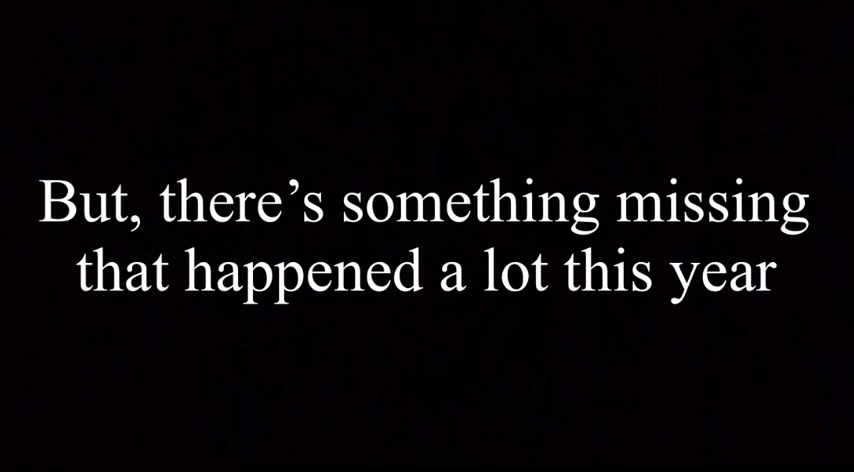 But, there’s something missing
that happened a lot this year